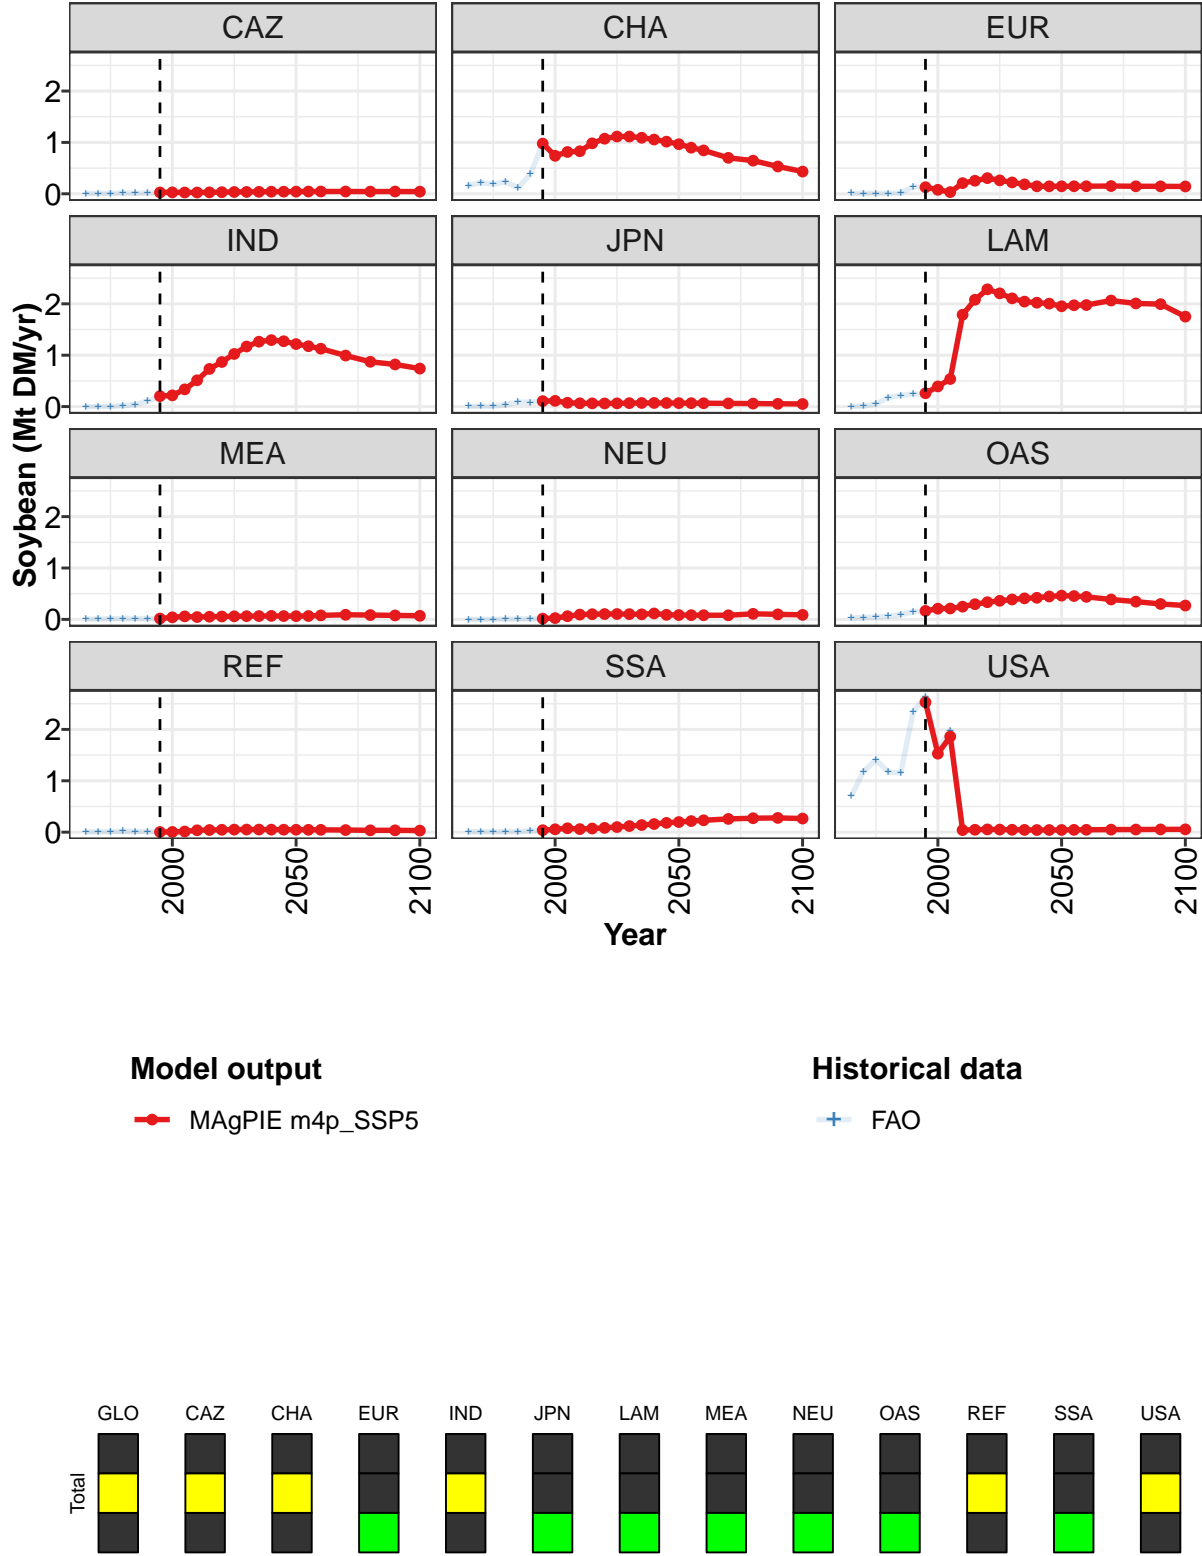 CAZ CHA EUR
2
1
0
IND JPN LAM
2
1
0
MEA NEU OAS
2
1
0
REF SSA USA
2
1
0
Soybean (Mt DM/yr)
2000 2050 2100 2000 2050 2100 2000 2050 2100
Year
Model output Historical data
MAgPIE m4p_SSP5 FAO
GLO CAZ CHA EUR IND JPN LAM MEA NEU OAS REF SSA USA
Total